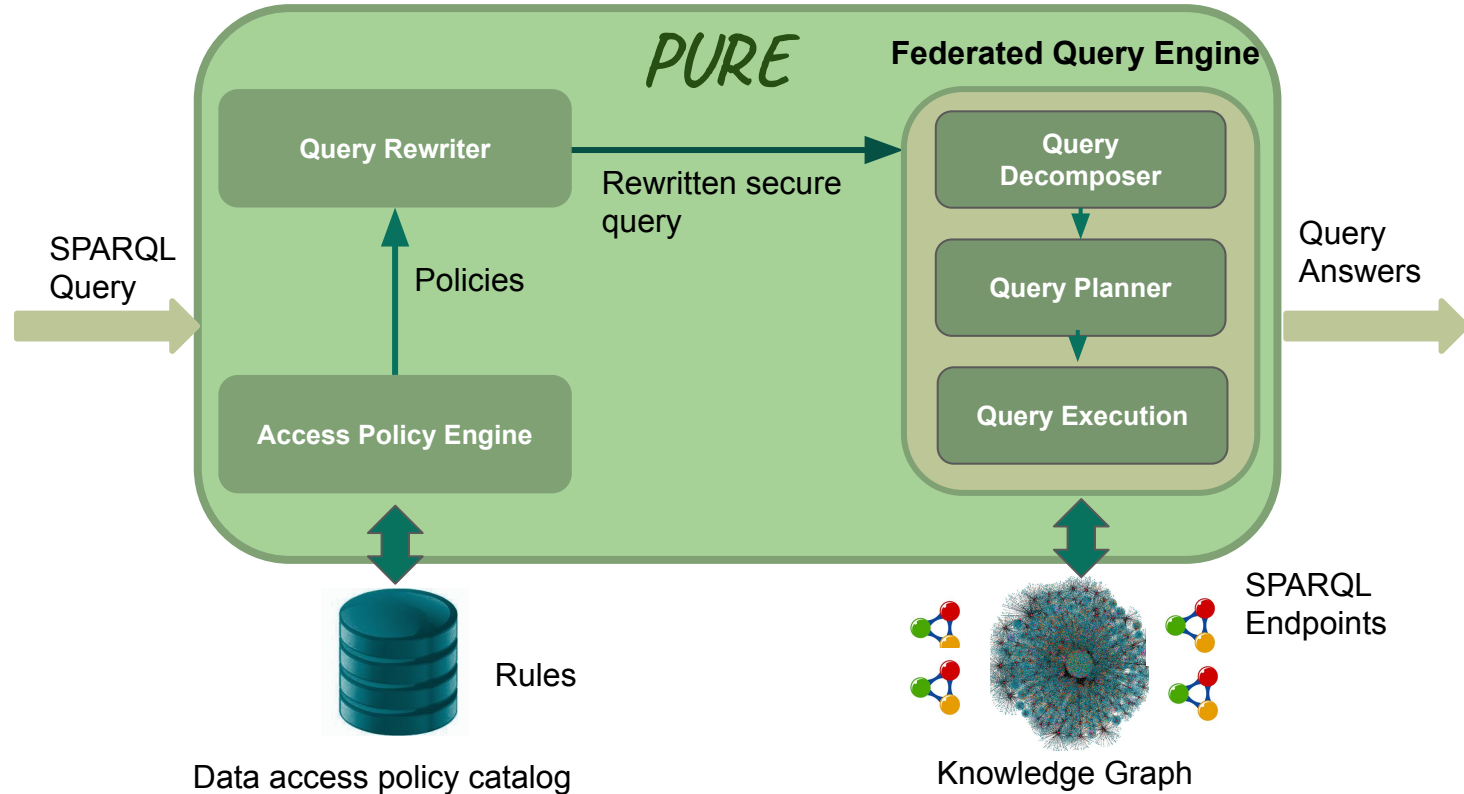 PURE
Federated Query Engine
Query Rewriter
Query
Decomposer
Rewritten secure
query
SPARQL
Query
Policies
Query Planner
Query
Answers
Access Policy Engine
Query Execution
Rules
SPARQL
Endpoints
Data access policy catalog
Knowledge Graph